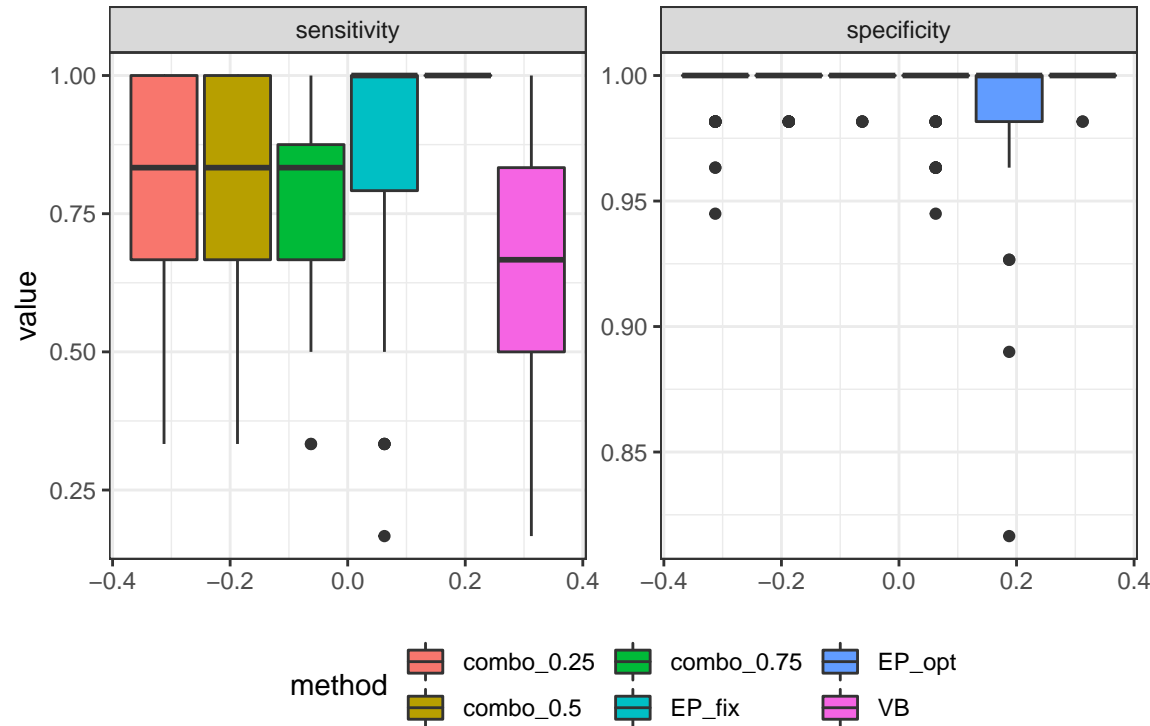 sensitivity specificity
1.00 1.00
0.95
0.75
0.90
0.50
0.85
0.25
value
−0.4 −0.2 0.0 0.2 0.4 −0.4 −0.2 0.0 0.2 0.4
method
combo_0.25 combo_0.75 EP_opt
combo_0.5 EP_fix VB